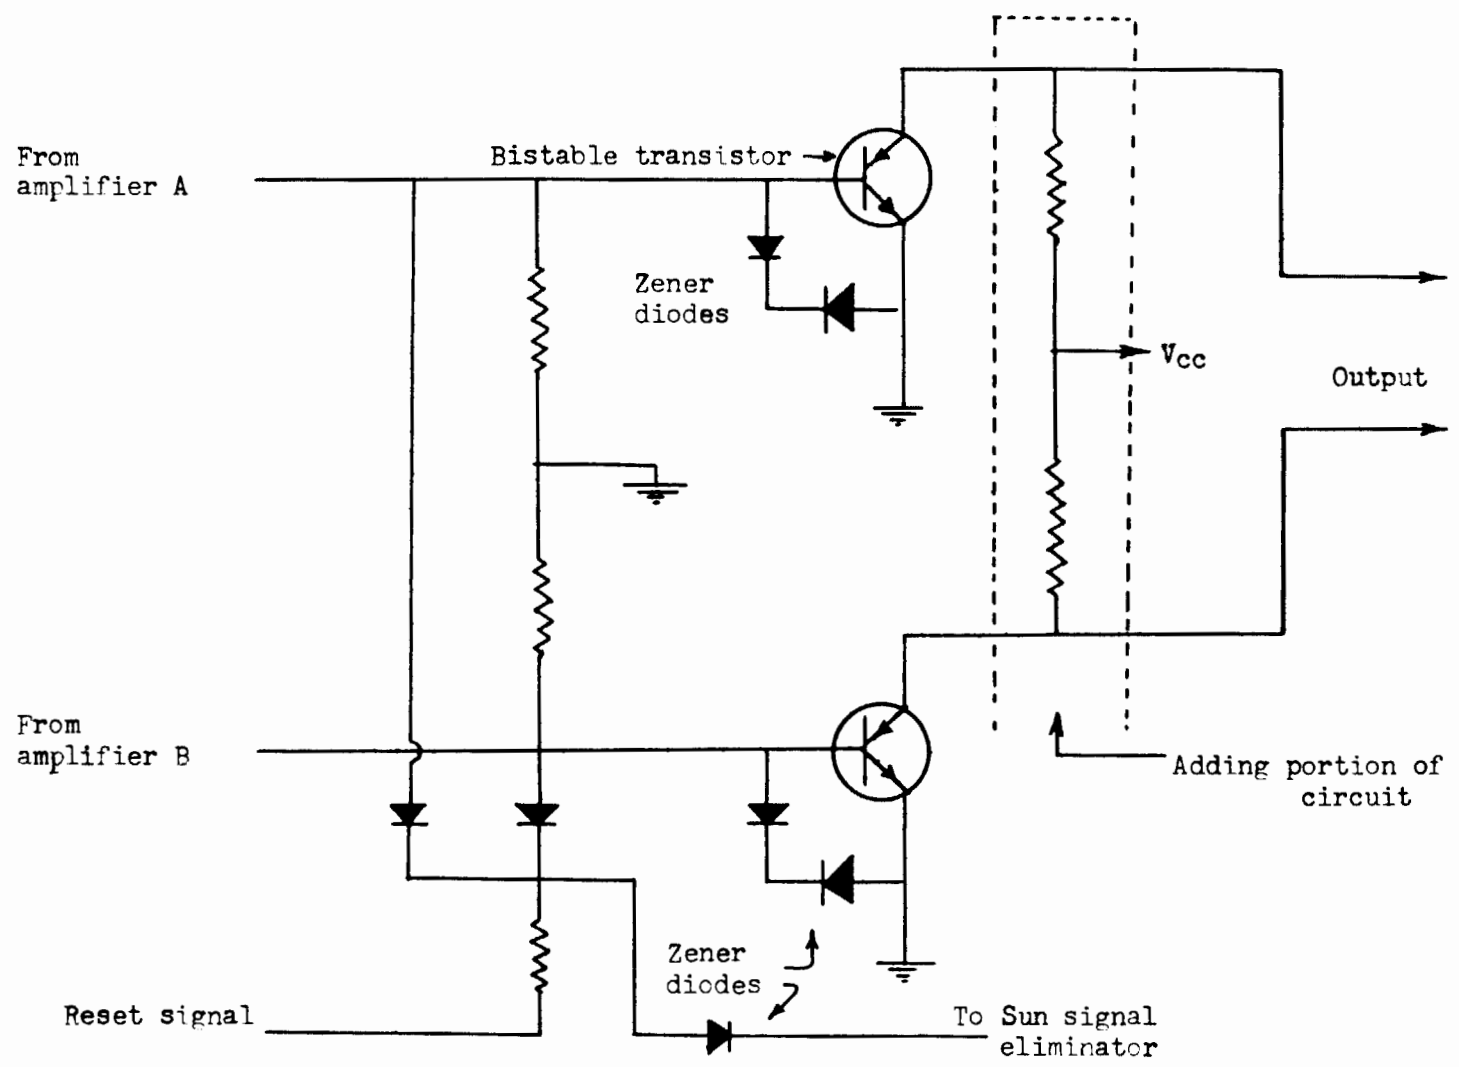 From
amplifier A
Bistable transistor
Zener
diodes
Vcc
Output
From
amplifier B
Adding portion of
circuit
Zener
diodes
Reset signal
To Sun signal
eliminator